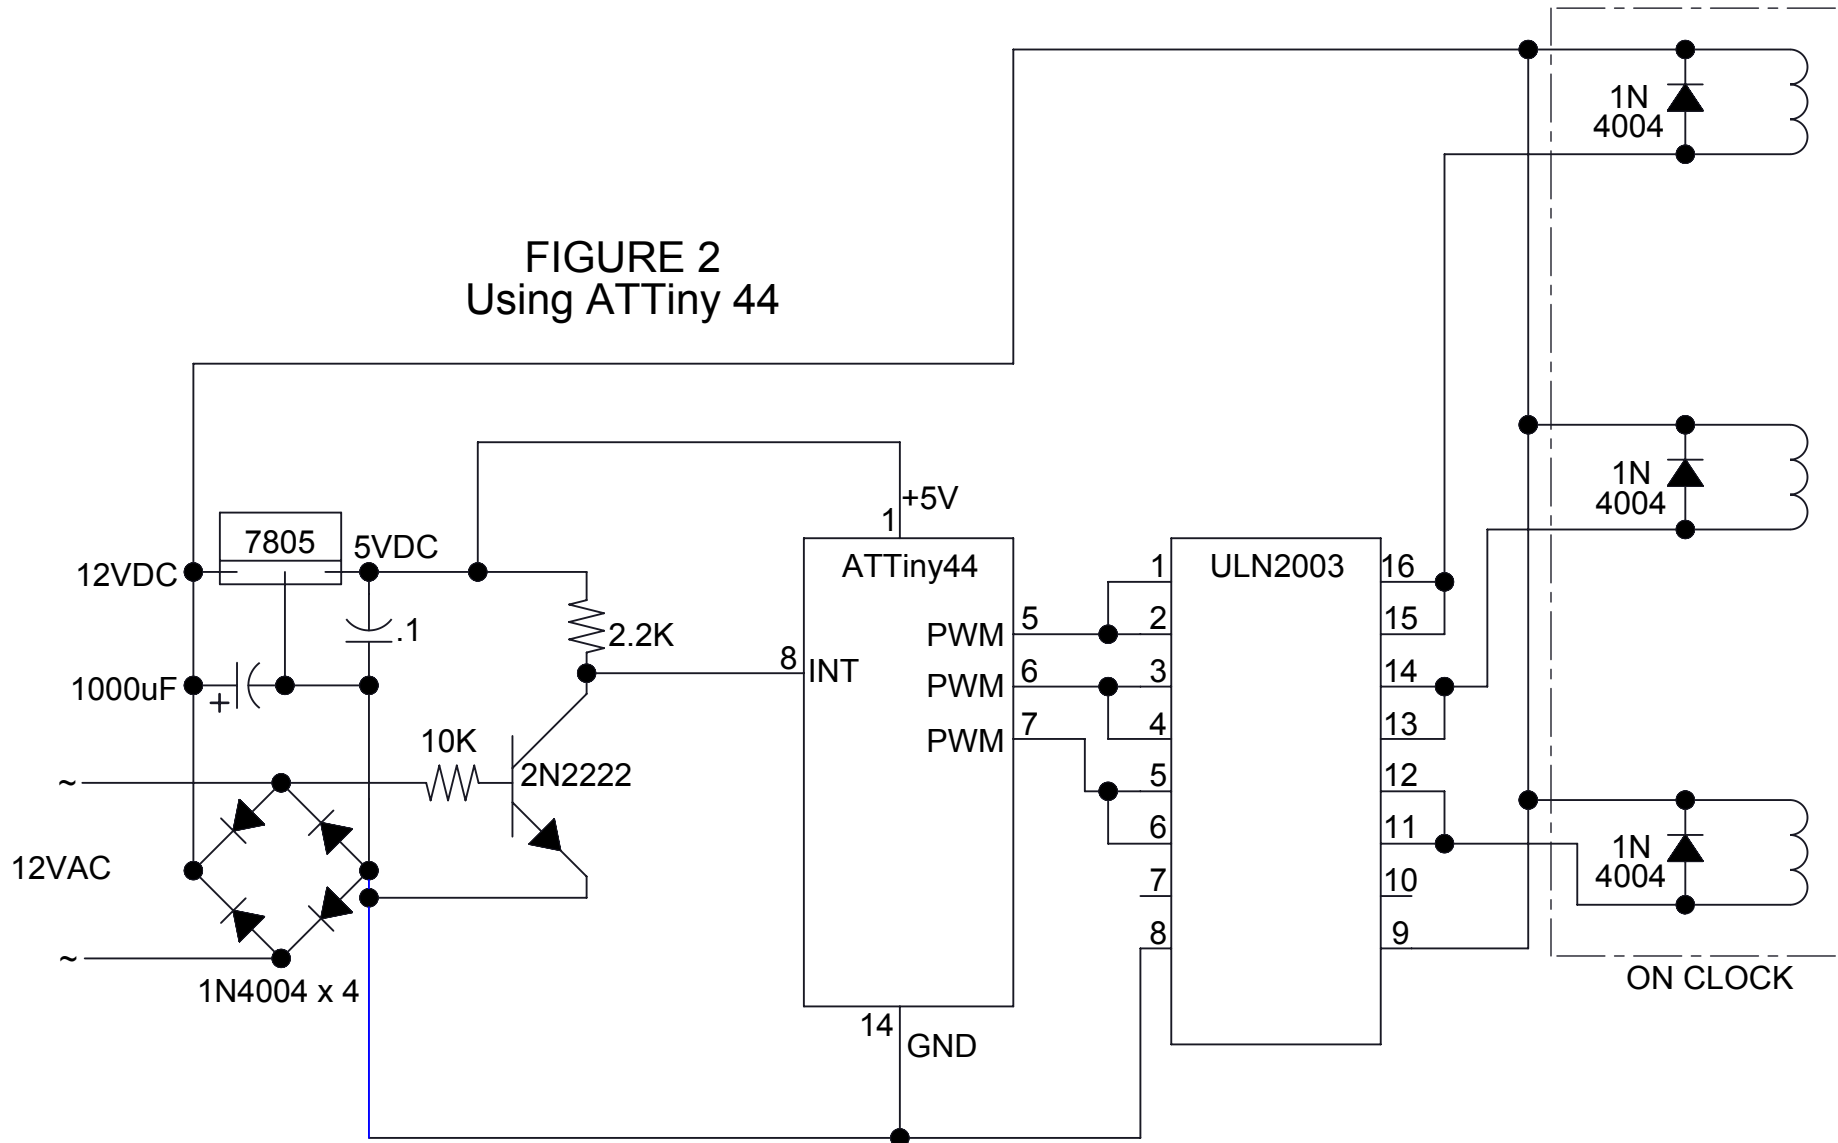 FIGURE 2
Using ATTiny 44
1N
4004
1N
4004
1N
4004
ON CLOCK
12VDC
7805
5VDC
.1
1000uF
+
2.2K
10K
2N2222
~
12VAC
~
1N4004 x 4
+5V
1
ATTiny44
8
INT
PWM
5
PWM
6
PWM
7
14
GND
ULN2003
1
2
3
4
5
6
7
8
16
15
14
13
12
11
10
9